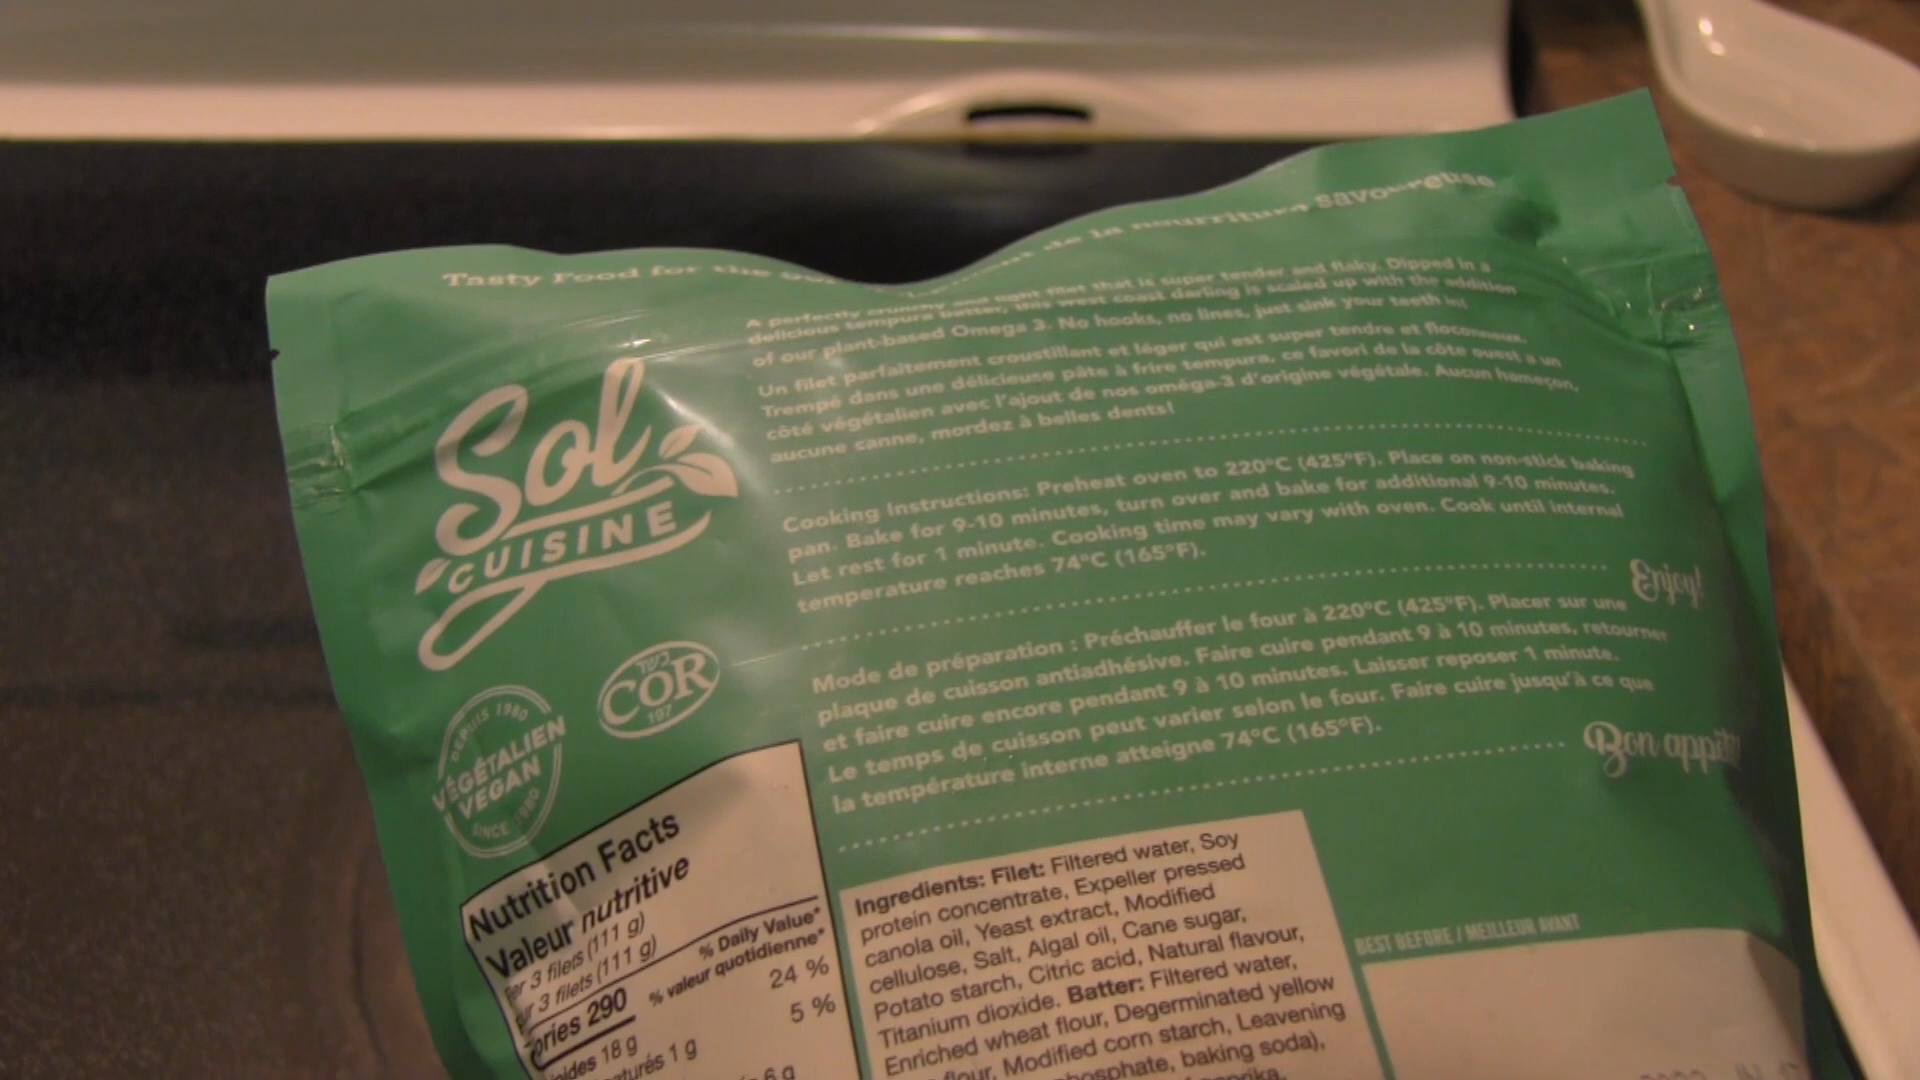 Tasty Food for the
de la nourriture savoureuse
A perfectly crunchy and light filet that is super tender and flaky. Dipped in a
delicious tempura batter, this west coast darling is scaled up with the addition
of our plant-based Omega 3. No hooks, no lines, just sink your teeth in!
Un filet parfaitement croustillant et léger qui est super tendre et floconneux.
Trempé dans une délicieuse pâte à frire tempura, ce favori de la côte ouest a un
côté végétalien avec l'ajout de nos oméga-3 d'origine végétale. Aucun hameçon,
aucune canne, mordez à belles dents!
Sol
CUISINE
Cooking Instructions: Preheat oven to 220°C (425°F). Place on non-stick baking
pan. Bake for 9-10 minutes, turn over and bake for additional 9-10 minutes.
Let rest for 1 minute. Cooking time may vary with oven. Cook until internal
temperature reaches 74°C (165°F).
Enjoy!
Mode de préparation : Préchauffer le four à 220°C (425°F). Placer sur une
plaque de cuisson antiadhésive. Faire cuire pendant 9 à 10 minutes, retourner
et faire cuire encore pendant 9 à 10 minutes. Laisser reposer 1 minute.
Le temps de cuisson peut varier selon le four. Faire cuire jusqu'à ce que
la température interne atteigne 74°C (165°F).
Bon appétit
כשר
COR
197
DEPUIS 1980
VÉGÉTALIEN
VEGAN
SINCE 1980
Nutrition Facts
Valeur nutritive
Per 3 filets (111 g)
3 filets (111 g)
% Daily Value*
% valeur quotidienne*
290
18 g
24 %
1 g
5 %
6 g
Ingredients: Filet: Filtered water, Soy
protein concentrate, Expeller pressed
canola oil, Yeast extract, Modified
cellulose, Salt, Algal oil, Cane sugar,
Potato starch, Citric acid, Natural flavour,
Titanium dioxide. Batter: Filtered water,
Enriched wheat flour, Degerminated yellow
flour, Modified corn starch, Leavening
baking soda),
BEST BEFORE / MEILLEUR AVANT